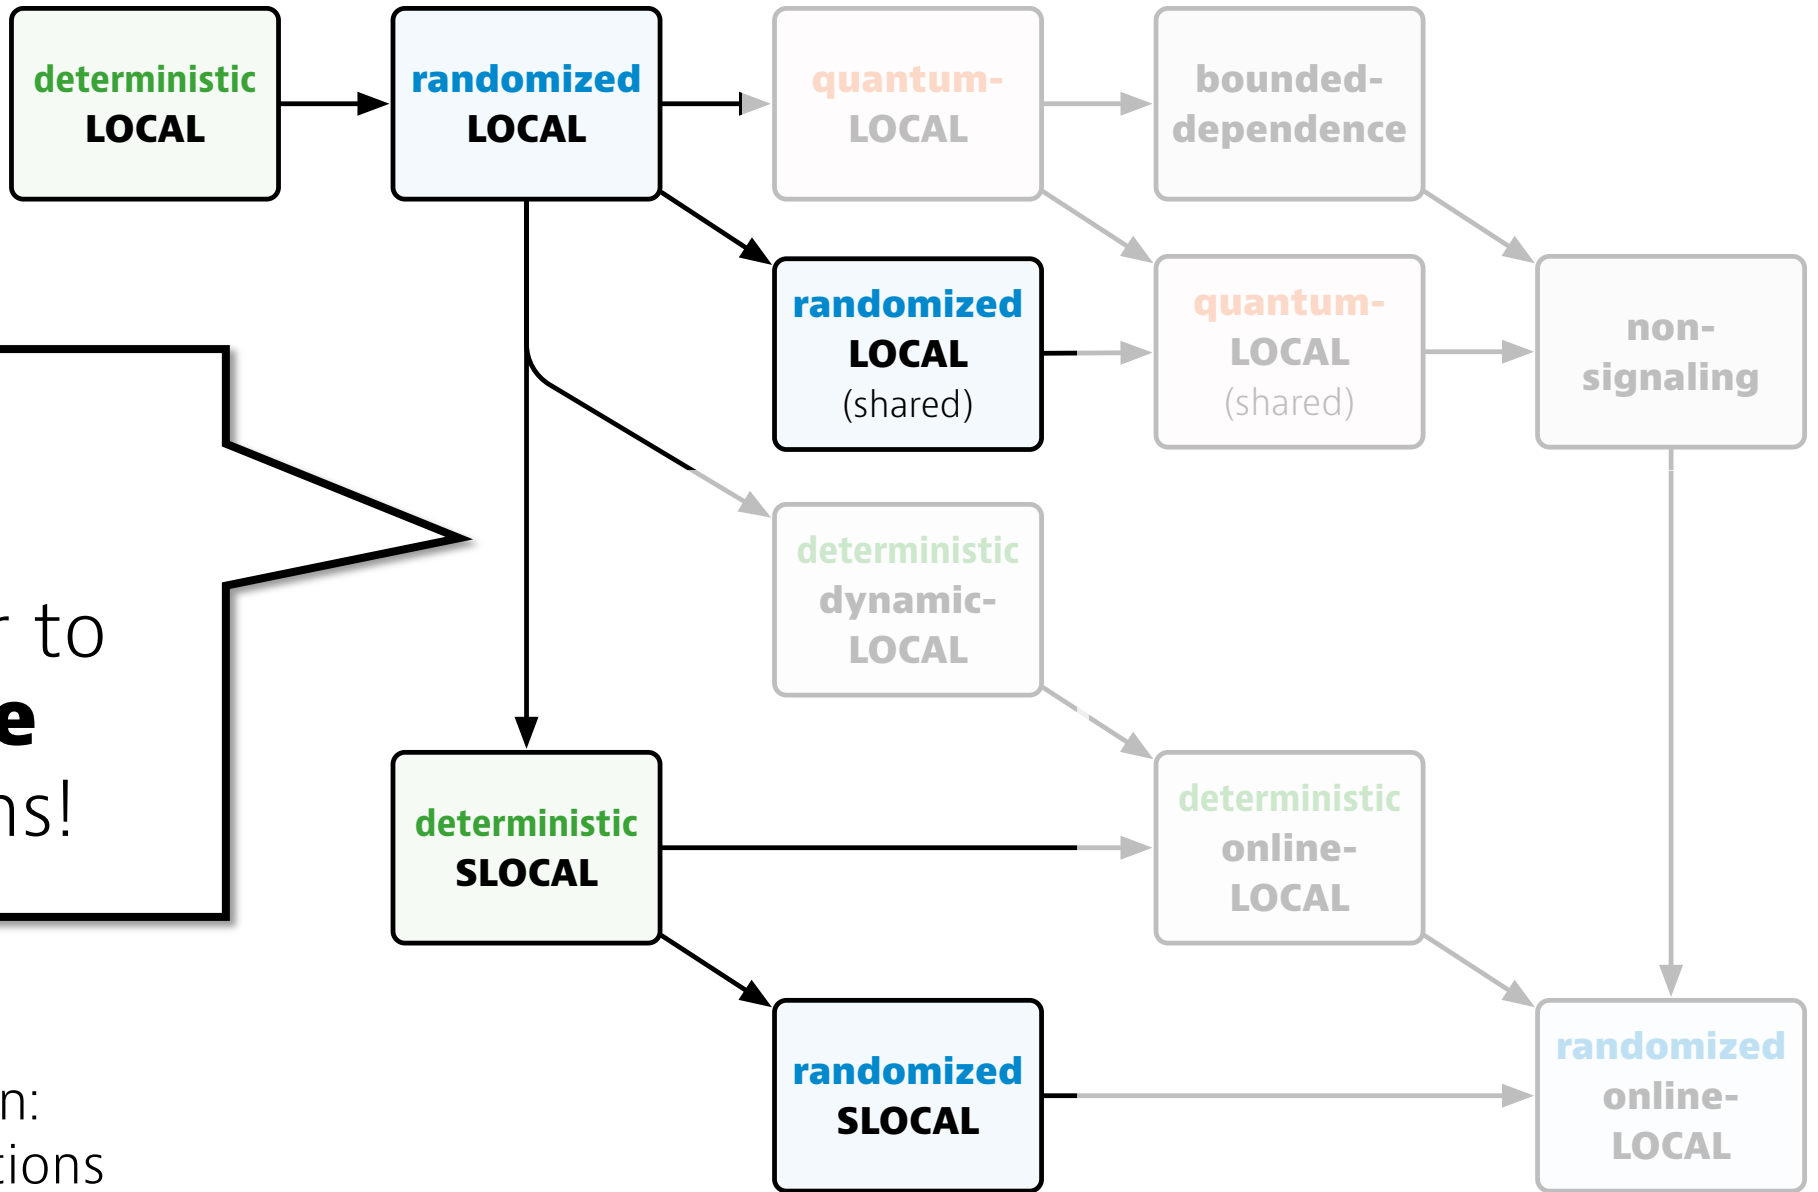 deterministic
LOCAL
randomized
LOCAL
quantum-
LOCAL
bounded-
dependence
randomized
LOCAL
(shared)
quantum-
LOCAL
(shared)
non-
signaling
deterministic
dynamic-
LOCAL
r to
e
ns!
deterministic
SLOCAL
deterministic
online-
LOCAL
randomized
SLOCAL
randomized
online-
LOCAL
n:
tions